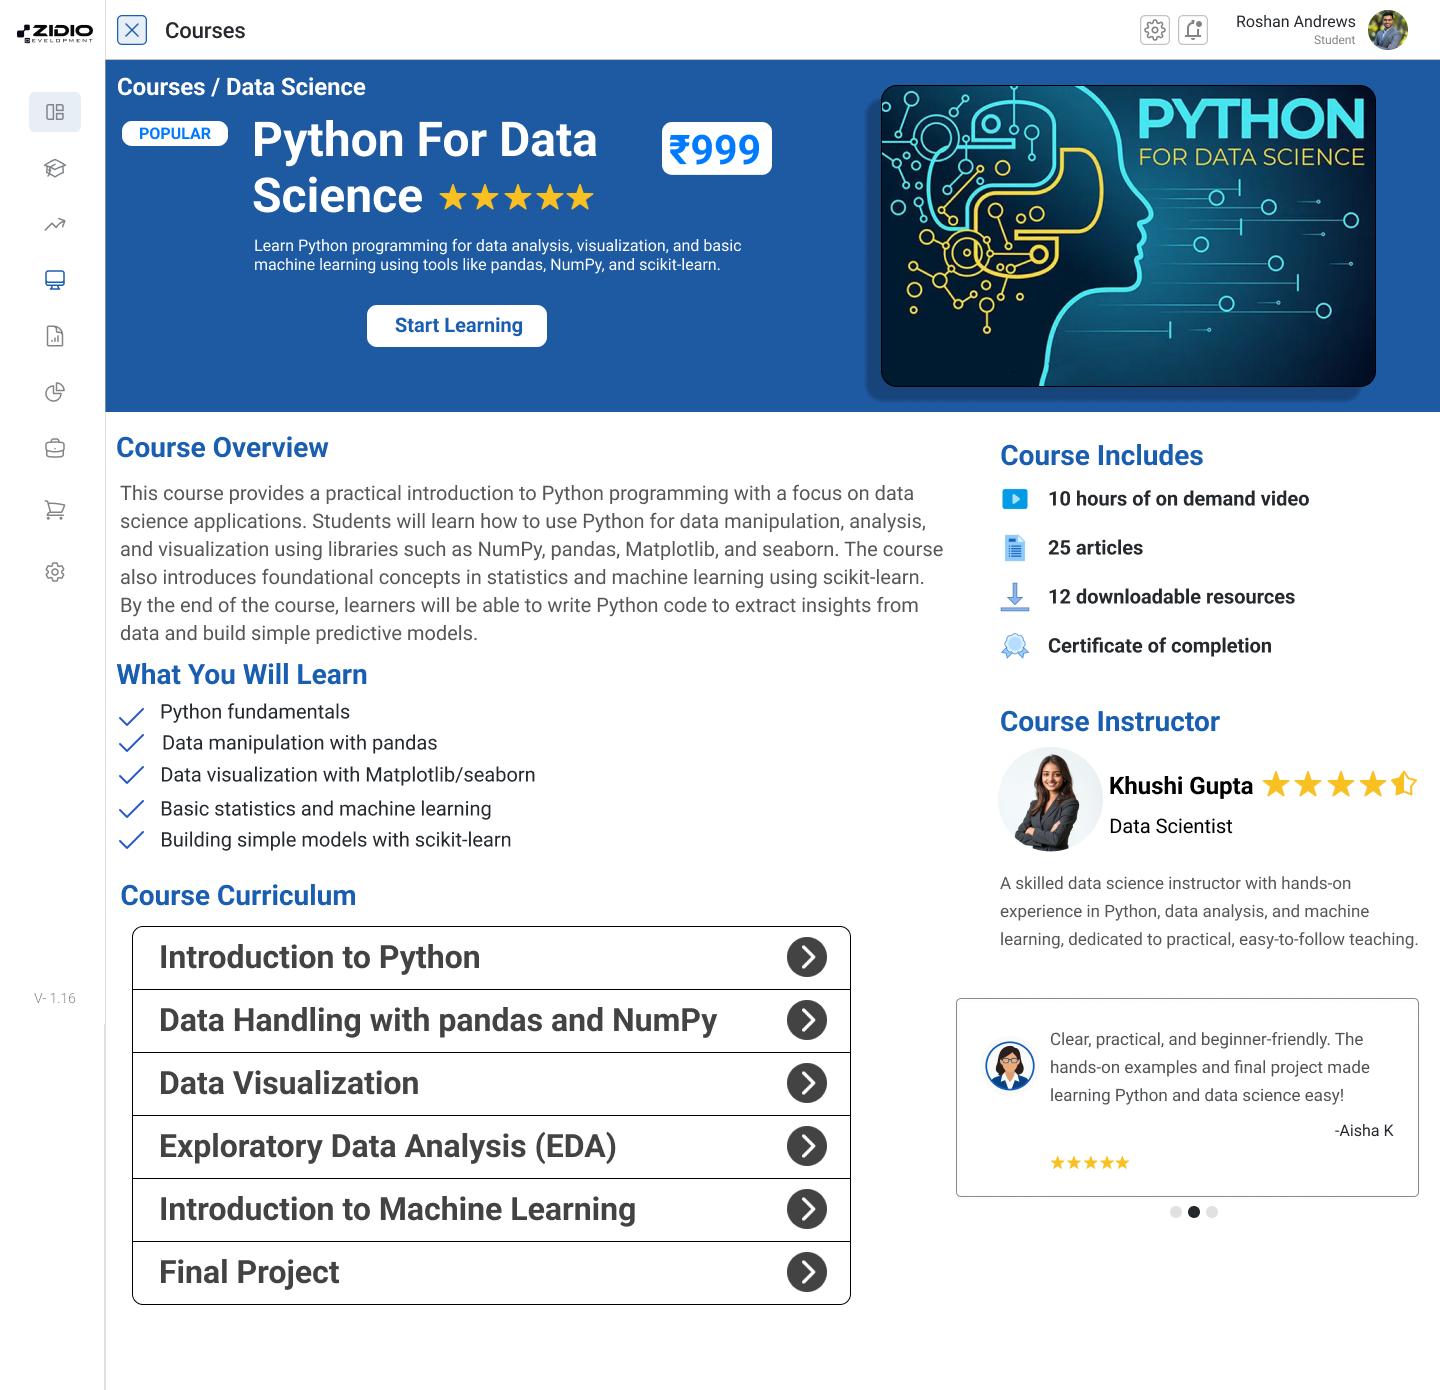 ZIDIO
DEVELOPMENT
Courses
Roshan Andrews
Student
Courses / Data Science
POPULAR
Python For Data
Science
₹999
Learn Python programming for data analysis, visualization, and basic
machine learning using tools like pandas, NumPy, and scikit-learn.
Start Learning
PYTHON
FOR DATA SCIENCE
Course Overview
This course provides a practical introduction to Python programming with a focus on data
science applications. Students will learn how to use Python for data manipulation, analysis,
and visualization using libraries such as NumPy, pandas, Matplotlib, and seaborn. The course
also introduces foundational concepts in statistics and machine learning using scikit-learn.
By the end of the course, learners will be able to write Python code to extract insights from
data and build simple predictive models.
What You Will Learn
Python fundamentals
Data manipulation with pandas
Data visualization with Matplotlib/seaborn
Basic statistics and machine learning
Building simple models with scikit-learn
Course Curriculum
Introduction to Python
Data Handling with pandas and NumPy
Data Visualization
Exploratory Data Analysis (EDA)
Introduction to Machine Learning
Final Project
Course Includes
10 hours of on demand video
25 articles
12 downloadable resources
Certificate of completion
Course Instructor
Khushi Gupta
Data Scientist
A skilled data science instructor with hands-on
experience in Python, data analysis, and machine
learning, dedicated to practical, easy-to-follow teaching.
Clear, practical, and beginner-friendly. The
hands-on examples and final project made
learning Python and data science easy!
-Aisha K
V- 1.16